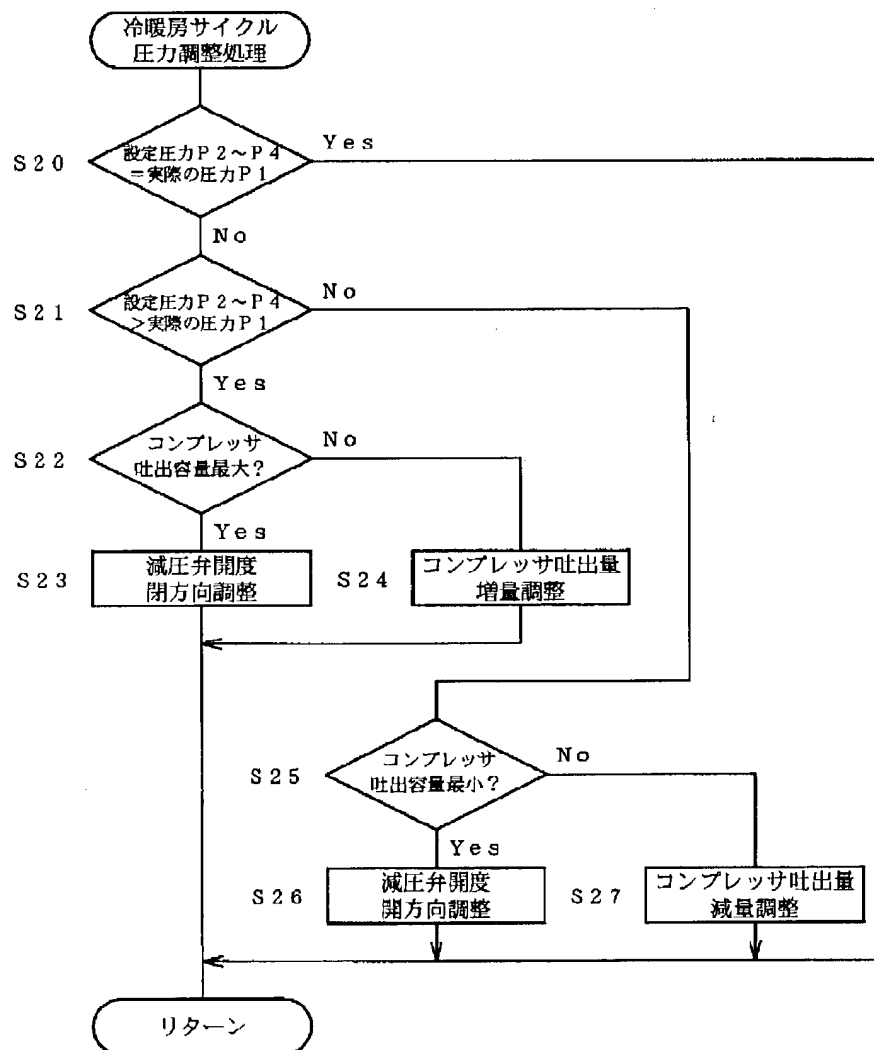 冷暖房サイクル
圧力調整処理
S20
設定圧力P2～P4
＝実際の圧力P1
Yes
No
S21
設定圧力P2～P4
＞実際の圧力P1
No
Yes
S22
コンプレッサ
吐出容量最大？
No
Yes
S23
減圧弁開度
閉方向調整
S24
コンプレッサ吐出量
増量調整
S25
コンプレッサ
吐出容量最小？
No
Yes
S26
減圧弁開度
開方向調整
S27
コンプレッサ吐出量
減量調整
リターン